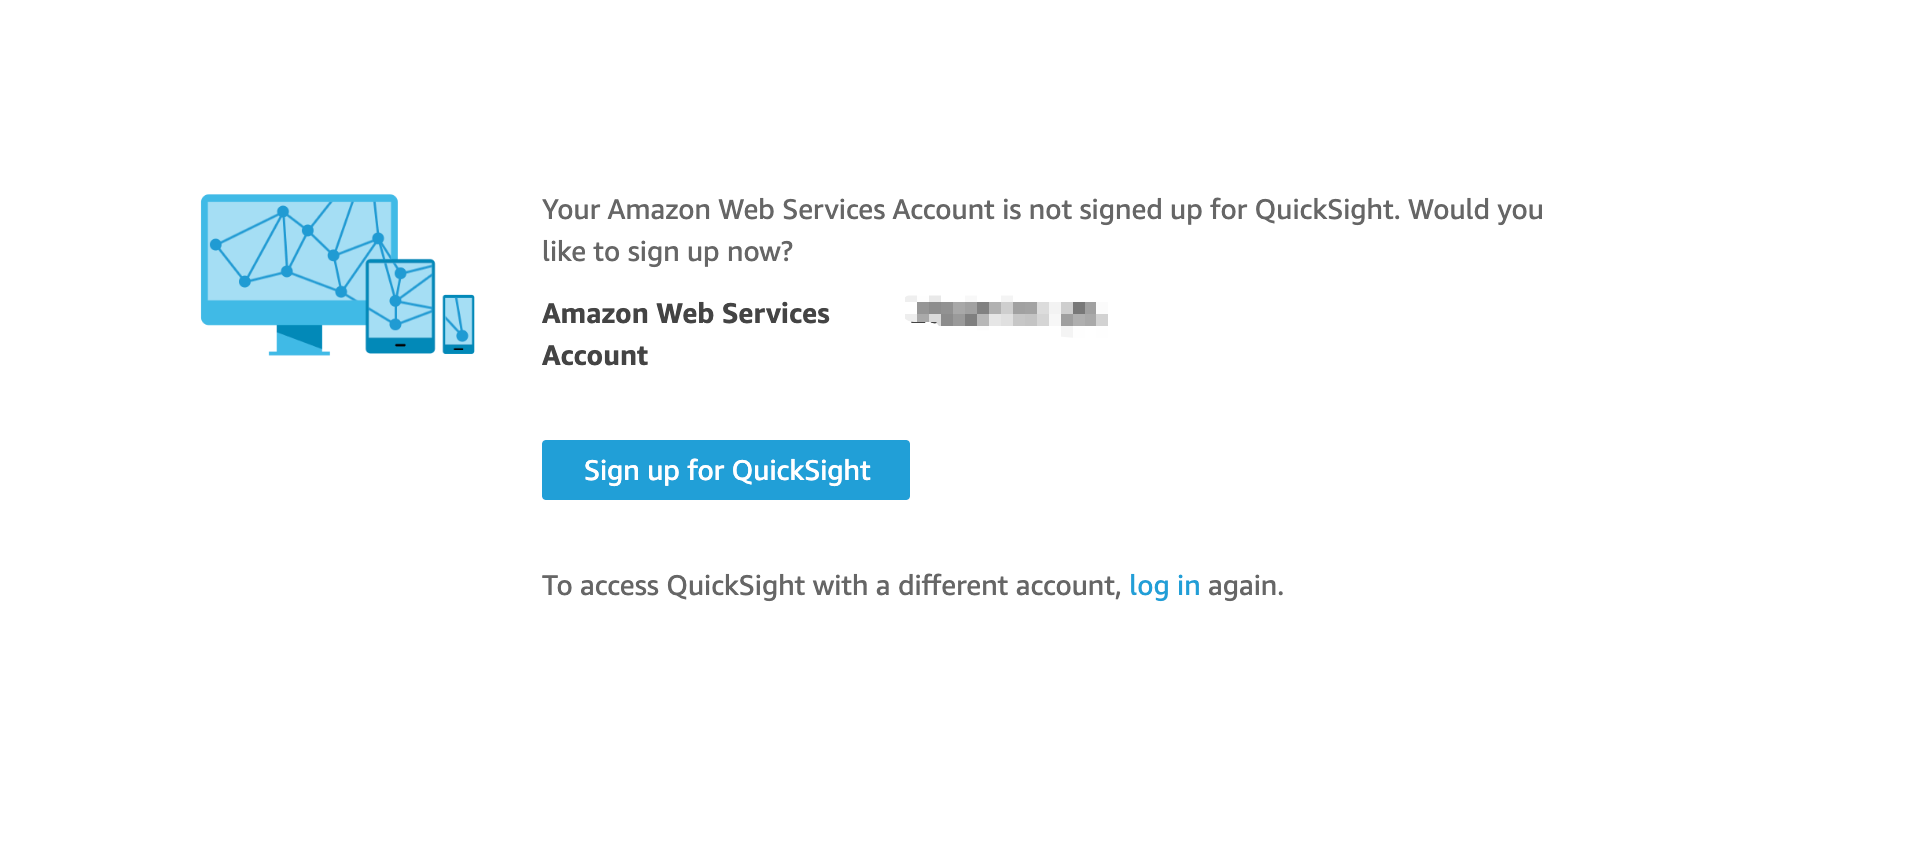 Your Amazon Web Services Account is not signed up for QuickSight. Would you
like to sign up now?
Amazon Web Services
Account
Sign up for QuickSight
To access QuickSight with a different account, log in again.